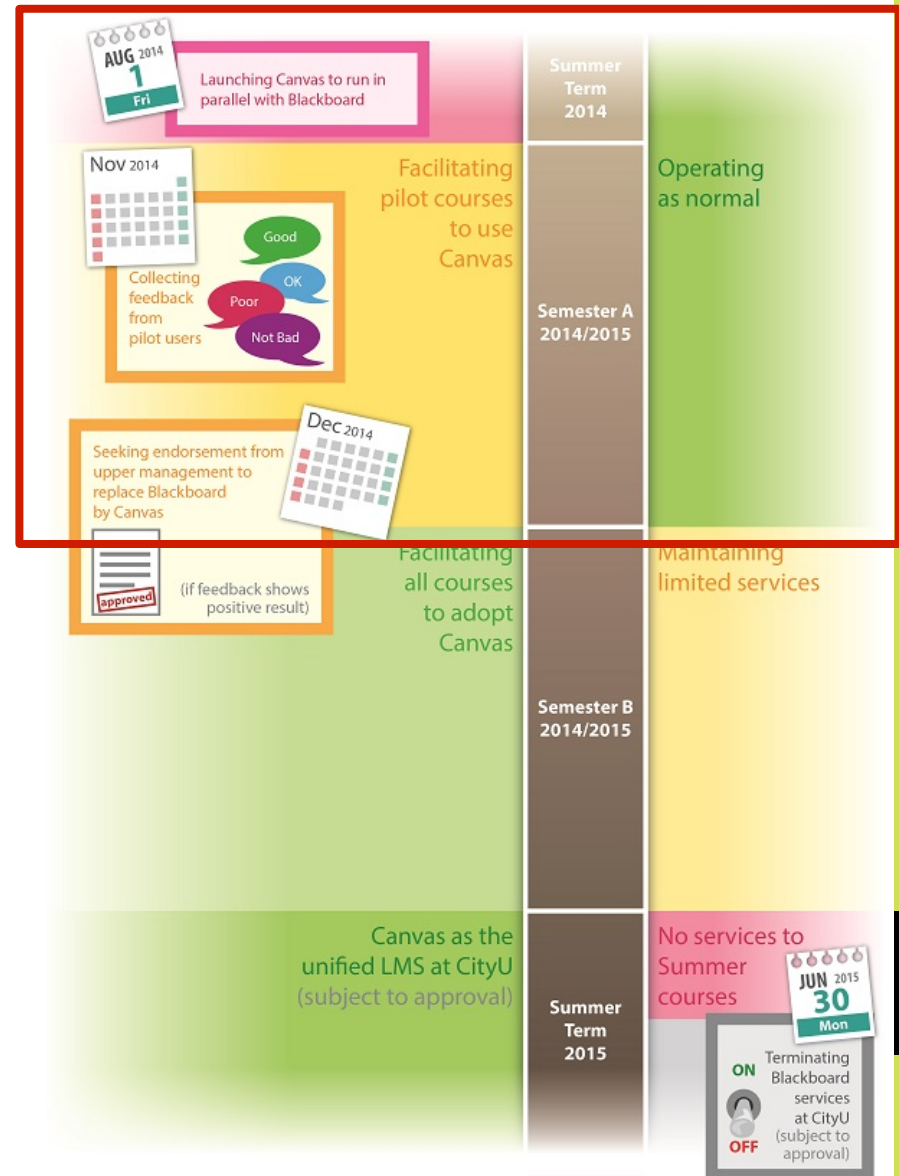 AUG 2014
1
Fri
Launching Canvas to run in
parallel with Blackboard
Summer
Term
2014
Nov 2014
Collecting
feedback
from
pilot users
Good
OK
Poor
Not Bad
Facilitating
pilot courses
to use
Canvas
Semester A
2014/2015
Operating
as normal
Dec 2014
Seeking endorsement from
upper management to
replace Blackboard
by Canvas
approved
(if feedback shows
positive result)
Facilitating
all courses
to adopt
Canvas
Semester B
2014/2015
Maintaining
limited services
Canvas as the
unified LMS at CityU
(subject to approval)
Summer
Term
2015
No services to
Summer
courses
JUN 2015
30
Mon
ON
OFF
Terminating
Blackboard
services
at CityU
(subject to
approval)